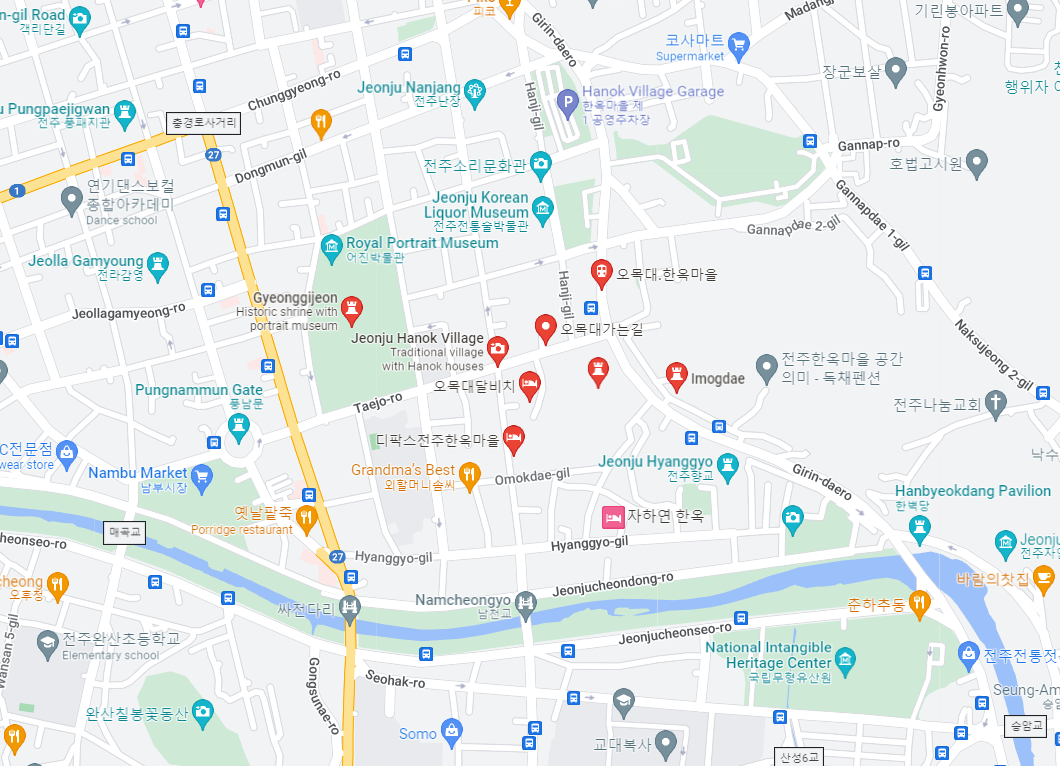 n-gil Road
객리단길
피코
Girin-daero
Madang
기린봉아파트
코사마트
Supermarket
Gyeonhwon-ro
장군보살
행위자 이
Chunggyeong-ro
Jeonju Nanjang
전주난장
Hanji-gil
Hanok Village Garage
한옥마을 제
1 공영주차장
u Pungpaejigwan
전주 풍패지관
충경로사거리
27
Dongmun-gil
1
전주소리문화관
Gannap-ro
호법고시원
연기댄스보컬
종합아카데미
Dance school
Jeonju Korean
Liquor Museum
전주전통술박물관
Gannapdae 1-gil
Gannapdae 2-gil
Royal Portrait Museum
어진박물관
Jeolla Gamyoung
전라감영
오목대.한옥마을
Hanji-gil
Gyeonggijeon
Historic shrine with
portrait museum
Jeollagamyeong-ro
오목대가는길
Naksujeong 2-gil
Jeonju Hanok Village
Traditional village
with Hanok houses
전주한옥마을 공간
의미 - 독채펜션
Imogdae
오목대달비치
Pungnammun Gate
풍남문
Taejo-ro
전주나눔교회
디팍스전주한옥마을
C전문점
wear store
낙수
Nambu Market
남부시장
Grandma's Best
외할머니솜씨
Omokdae-gil
Jeonju Hyanggyo
전주향교
Girin-daero
Hanbyeokdang Pavilion
한벽당
옛날팥죽
Porridge restaurant
자하연 한옥
매곡교
heonseo-ro
Hyanggyo-gil
Hyanggyo-gil
Jeonju
전주자연
27
cheong
오후청
Jeonjucheondong-ro
바람의찻집
싸전다리
Namcheongyo
남천교
춘하추동
Wansan 5-gil
전주완산초등학교
Elementary school
Jeonjucheonseo-ro
National Intangible
Heritage Center
국립무형유산원
전주전통젓
Gongsunae-ro
Seohak-ro
Seung-Am
승암
완산칠봉꽃동산
승암교
Somo
교대복사
산성6교